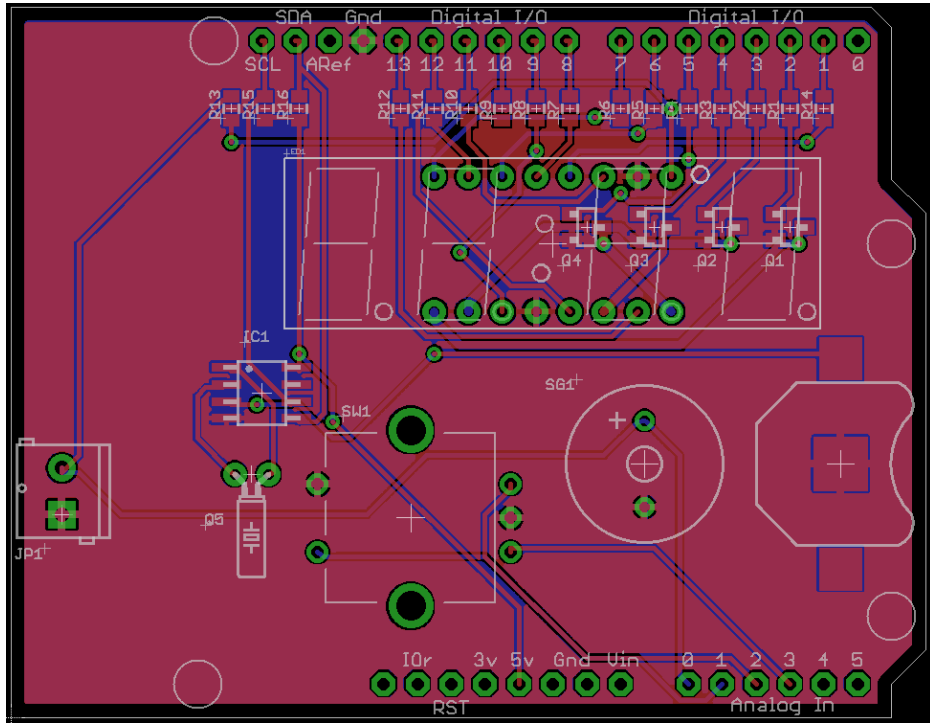 SDA Gnd Digital I/O Digital I/O
SCL ARef 13 12 11 10 9 8 7 6 5 4 3 2 1 0
R13 R15 R16 R12 R11 R10 R9 R8 R7 R6 R5 R4 R3 R2 R1 R14
LED1
Q4 Q3 Q2 Q1
IC1
SG1
SW1
+
Q5
JP1
IOr 3v 5v Gnd Vin 0 1 2 3 4 5
RST Analog In